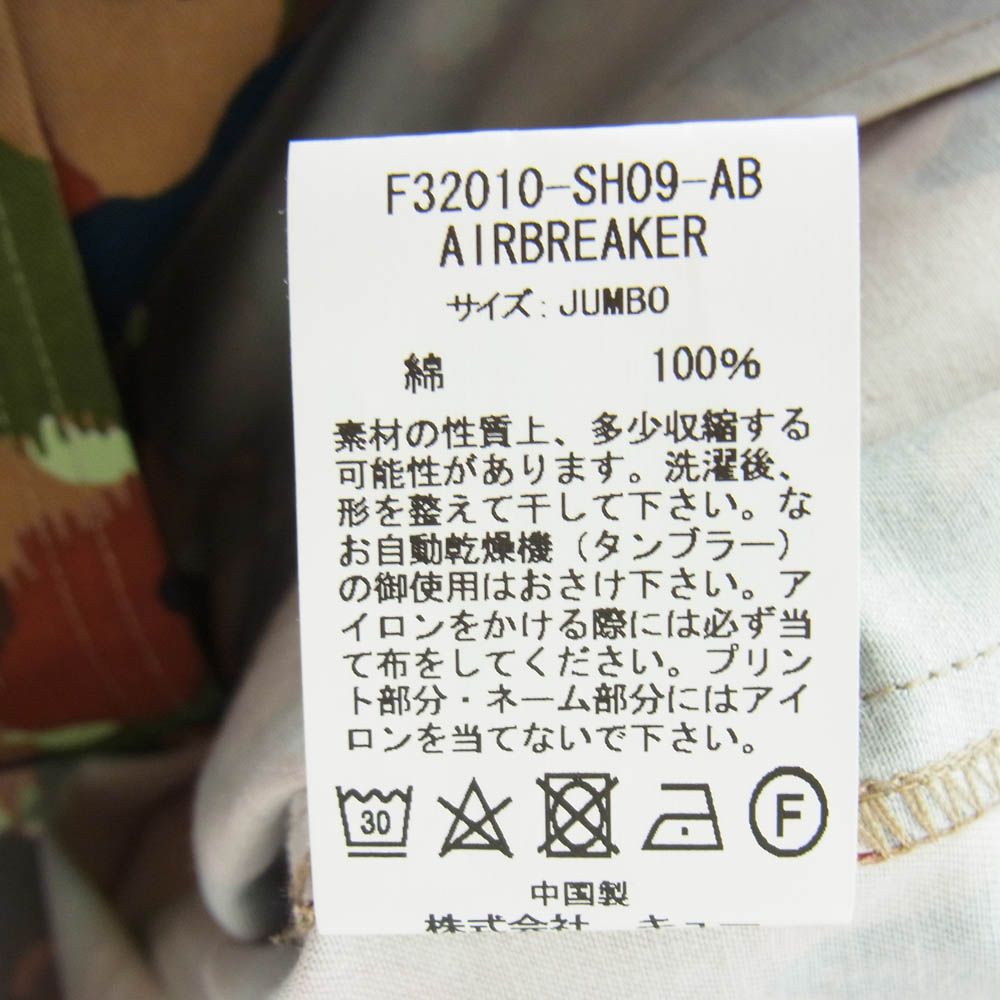 F32010-SH09-AB
AIRBREAKER
サイズ: JUMBO
綿 100%
素材の性質上、多少収縮する
可能性があります。洗濯後、
形を整えて干して下さい。な
お自動乾燥機（タンブラー）
の御使用はおさけ下さい。ア
イロンをかける際には必ず当
て布をしてください。プリン
ト部分・ネーム部分にはアイ
ロンを当てないで下さい。
30 F
中国製
株式会社 キュー